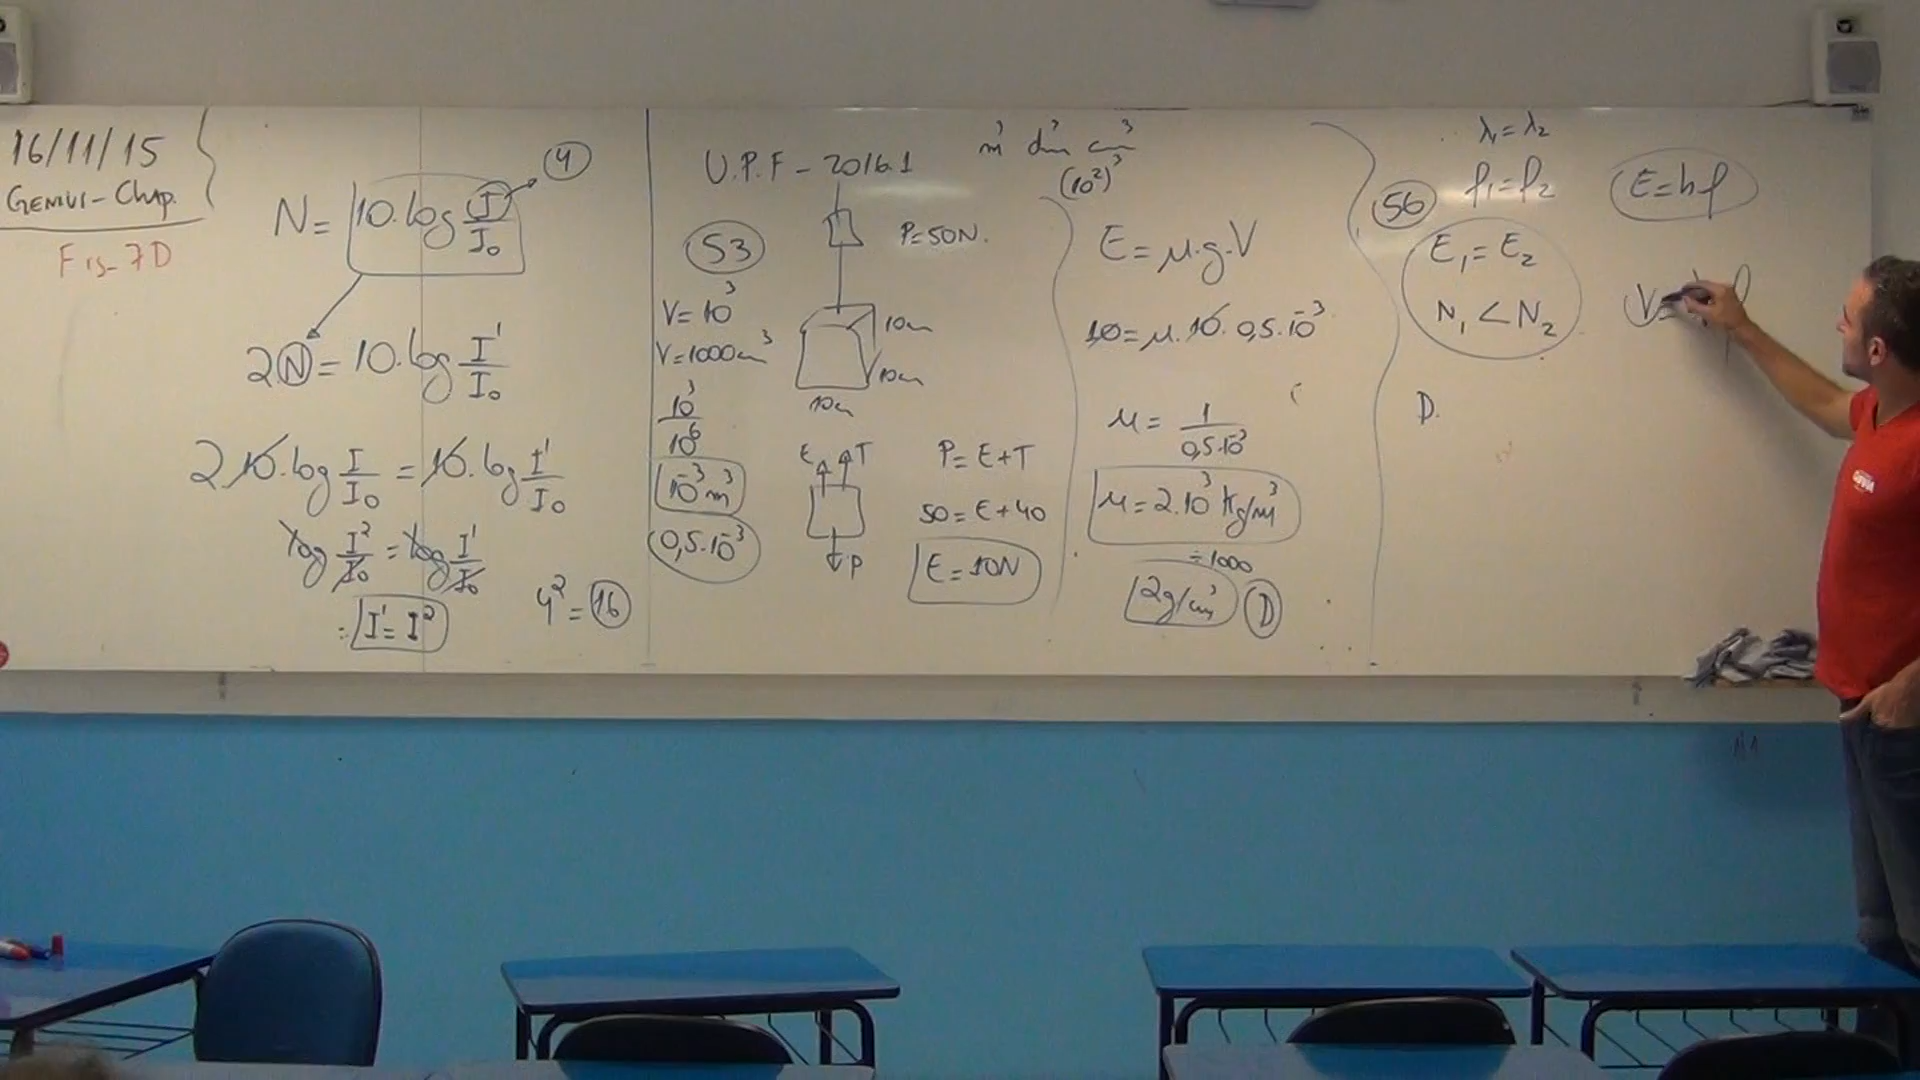 16/11/15
GEMUI-Chap.
Fis-7D
N = 10.log I/I₀
4
2N = 10.log I'/I₀
2 10.log I/I₀ = 10.log I'/I₀
log I²/I₀ = log I'/I₀
= I' = I²
4² = 16
U.P.F - 2016.1
m³ dm³ cm³
(10²)³
53
P=50N.
V= 10³
V=1000cm³
10³/10⁶
10⁻³m³
0,5.10⁻³
10cm
10cm
10cm
E T
P
P= E+T
50= E+40
E= 10N
E= μ.g.V
10= μ.10. 0,5.10⁻³
μ= 1/0,5.10⁻³
μ= 2.10³ kg/m³
÷1000
2g/cm³ D
56
λ₁=λ₂
f₁=f₂
E=hf
E₁ = E₂
N₁ < N₂
D.